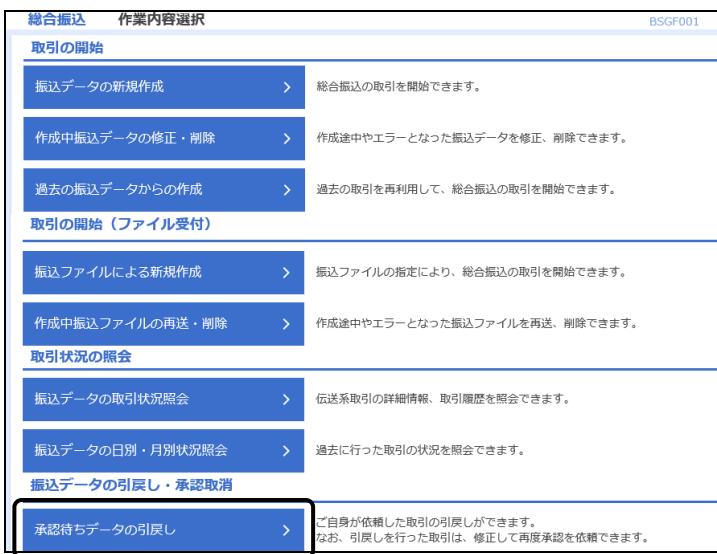 総合振込 作業内容選択 BSGF001
取引の開始
振込データの新規作成 総合振込の取引を開始できます。
作成中振込データの修正・削除 作成途中やエラーとなった振込データを修正、削除できます。
過去の振込データからの作成 過去の取引を再利用して、総合振込の取引を開始できます。
取引の開始（ファイル受付）
振込ファイルによる新規作成 振込ファイルの指定により、総合振込の取引を開始できます。
作成中振込ファイルの再送・削除 作成途中やエラーとなった振込ファイルを再送、削除できます。
取引状況の照会
振込データの取引状況照会 伝送系取引の詳細情報、取引履歴を照会できます。
振込データの日別・月別状況照会 過去に行った取引の状況を照会できます。
振込データの引戻し・承認取消
承認待ちデータの引戻し ご自身が依頼した取引の引戻しができます。
なお、引戻しを行った取引は、修正して再度承認を依頼できます。